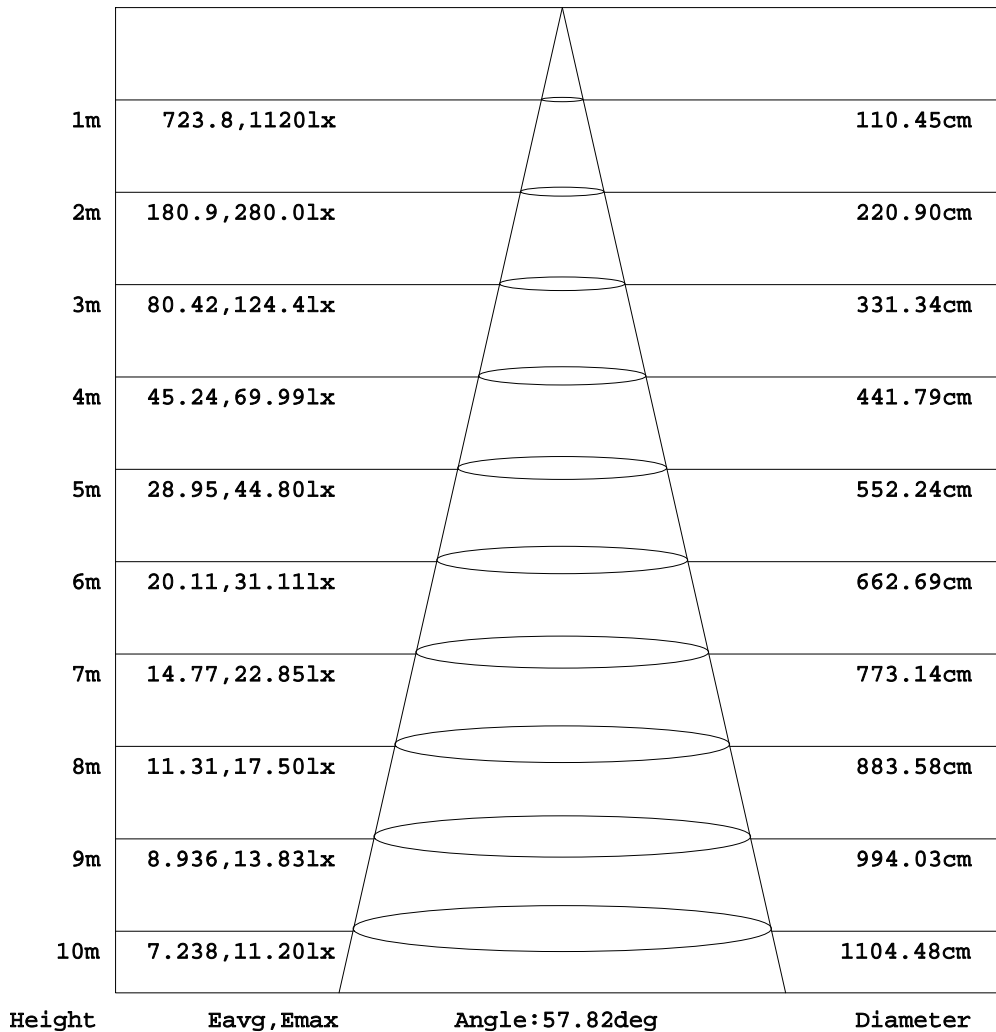 1m 723.8,1120lx 110.45cm
2m 180.9,280.0lx 220.90cm
3m 80.42,124.4lx 331.34cm
4m 45.24,69.99lx 441.79cm
5m 28.95,44.80lx 552.24cm
6m 20.11,31.11lx 662.69cm
7m 14.77,22.85lx 773.14cm
8m 11.31,17.50lx 883.58cm
9m 8.936,13.83lx 994.03cm
10m 7.238,11.20lx 1104.48cm
Height Eavg,Emax Angle:57.82deg Diameter